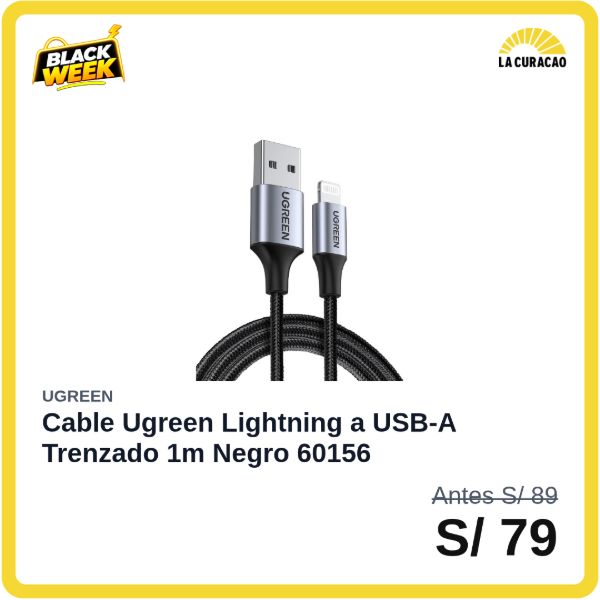 BLACK
WEEK
LA CURACAO
UGREEN
UGREEN
UGREEN
Cable Ugreen Lightning a USB-A
Trenzado 1m Negro 60156
Antes S/ 89
S/ 79